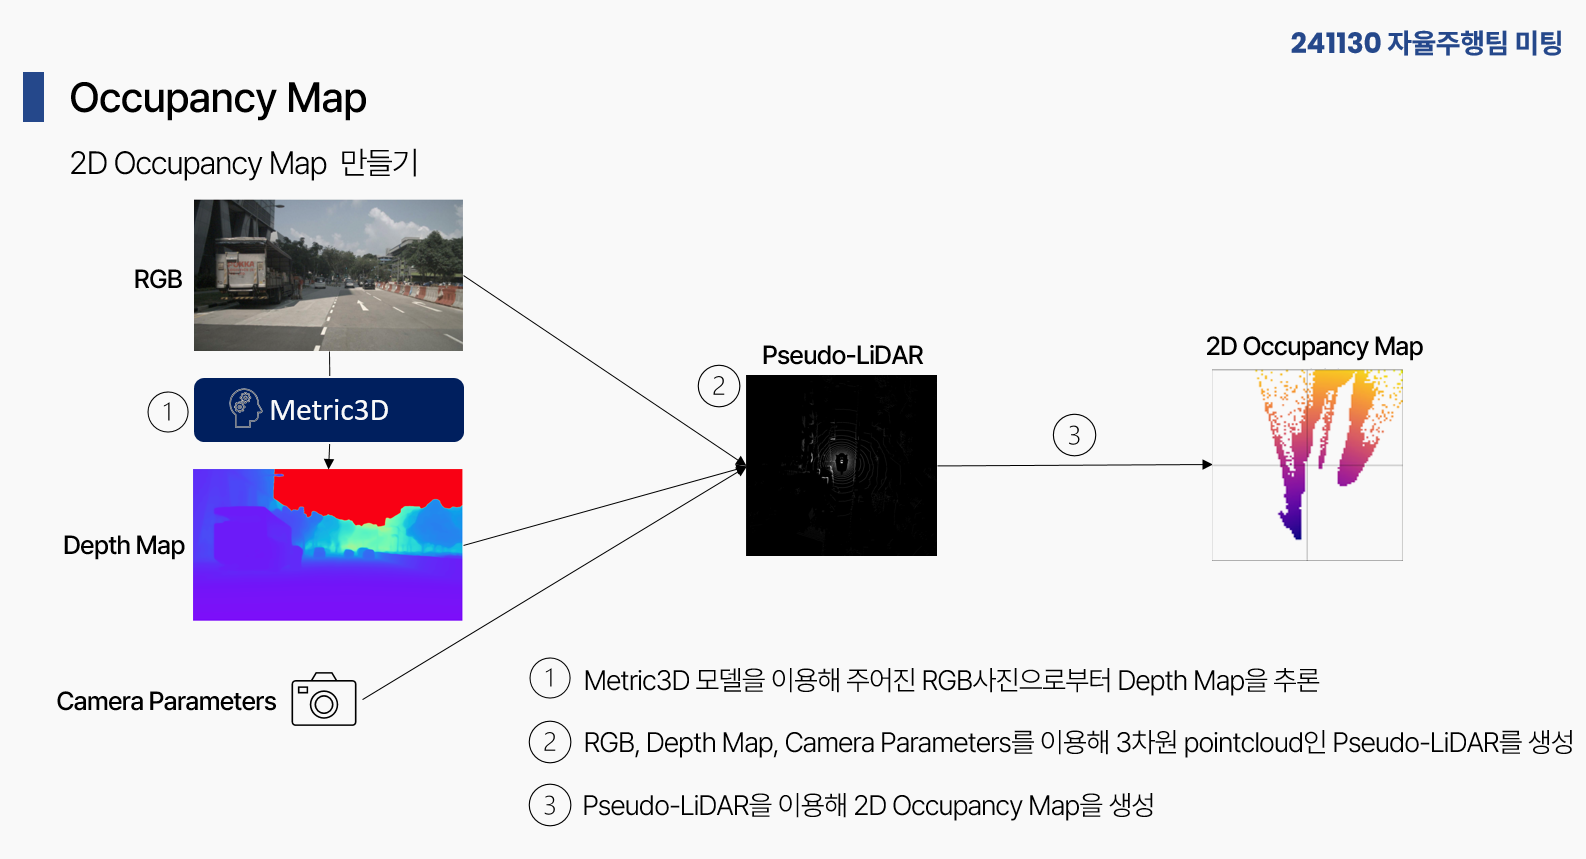 241130 자율주행팀 미팅
Occupancy Map
2D Occupancy Map 만들기
RGB
① Metric3D
Depth Map
Camera Parameters
② Pseudo-LiDAR
③
2D Occupancy Map
① Metric3D 모델을 이용해 주어진 RGB사진으로부터 Depth Map을 추론
② RGB, Depth Map, Camera Parameters를 이용해 3차원 pointcloud인 Pseudo-LiDAR를 생성
③ Pseudo-LiDAR을 이용해 2D Occupancy Map을 생성